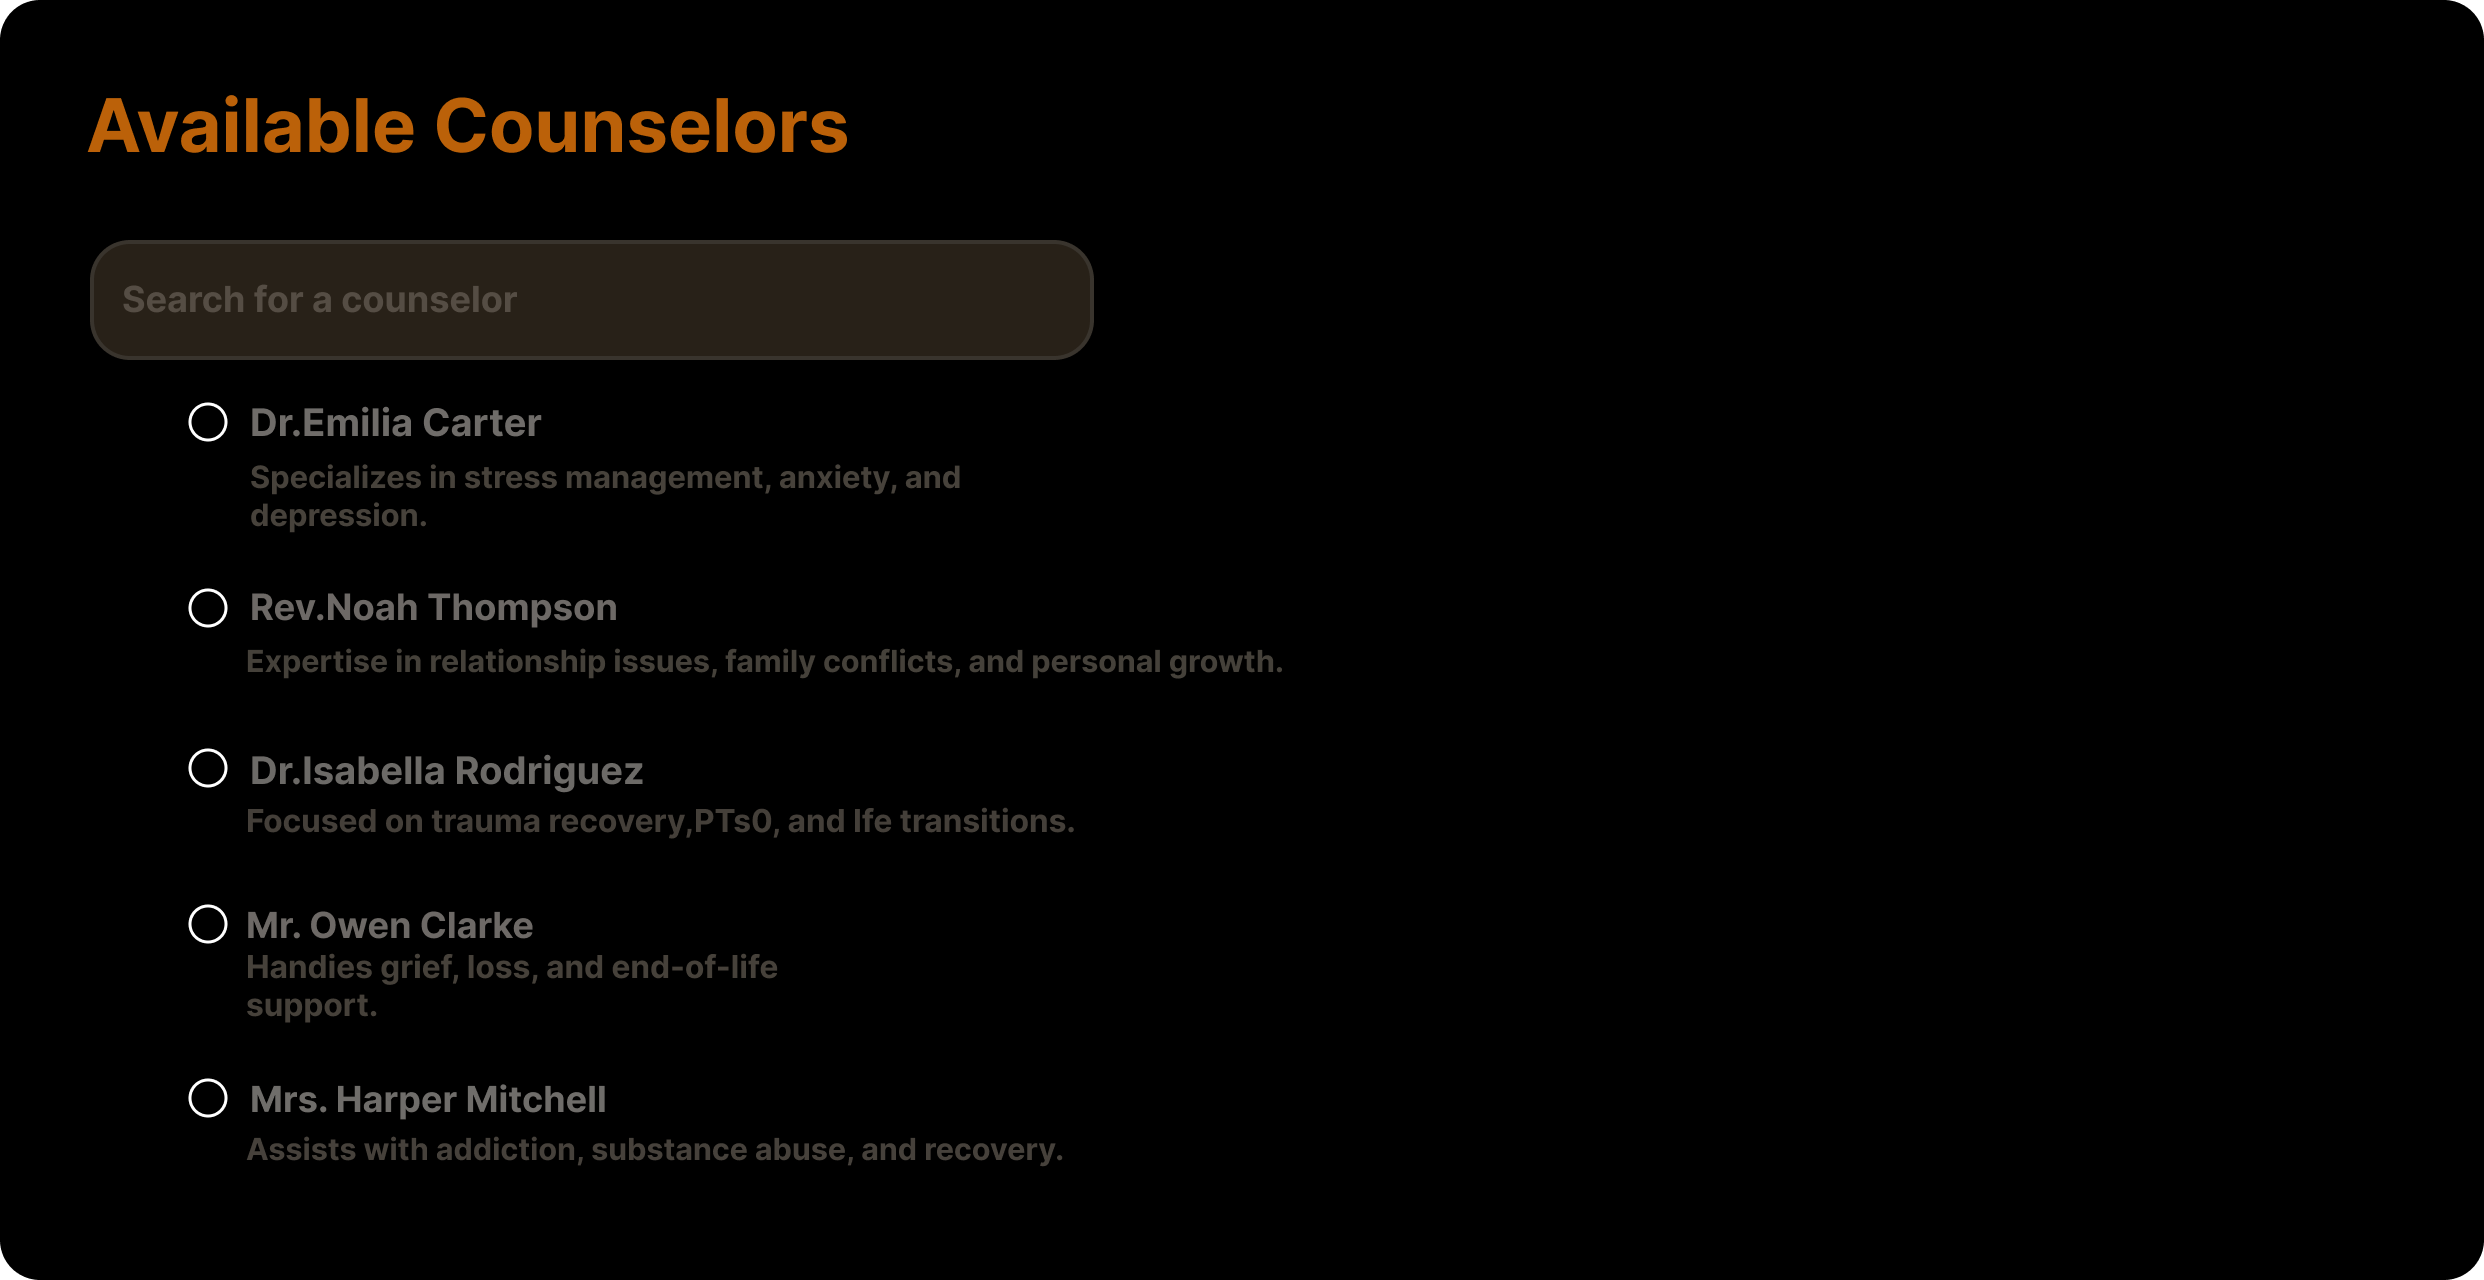 Available Counselors
Search for a counselor
Dr.Emilia Carter
Specializes in stress management, anxiety, and
depression.
Rev.Noah Thompson
Expertise in relationship issues, family conflicts, and personal growth.
Dr.Isabella Rodriguez
Focused on trauma recovery,PTs0, and lfe transitions.
Mr. Owen Clarke
Handies grief, loss, and end-of-life
support.
Mrs. Harper Mitchell
Assists with addiction, substance abuse, and recovery.